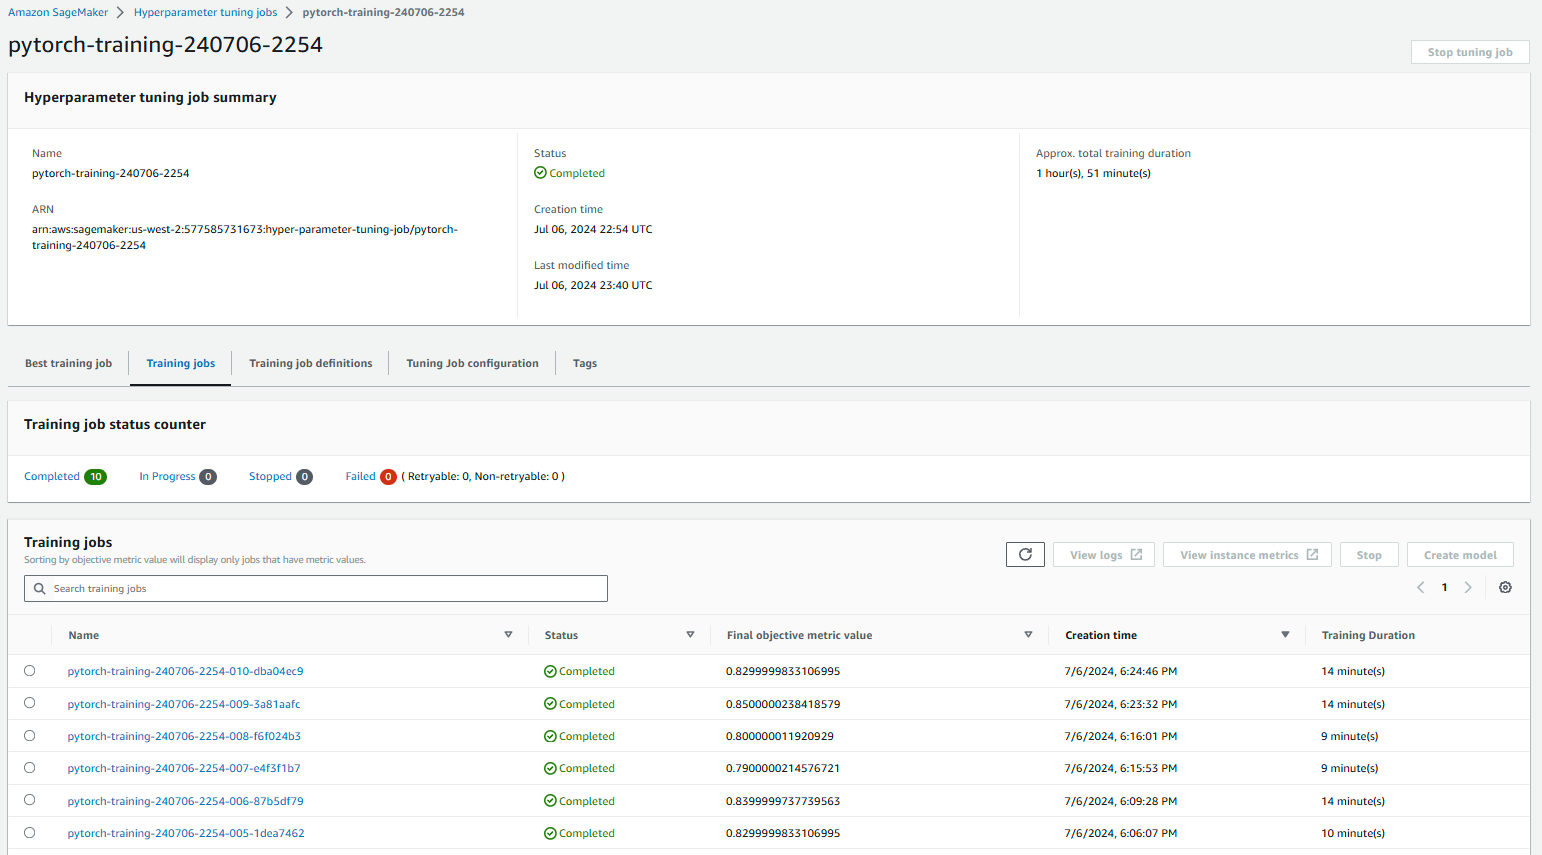 Amazon SageMaker > Hyperparameter tuning jobs > pytorch-training-240706-2254
pytorch-training-240706-2254
Stop tuning job
Hyperparameter tuning job summary
Name
pytorch-training-240706-2254
ARN
arn:aws:sagemaker:us-west-2:577585731673:hyper-parameter-tuning-job/pytorch-
training-240706-2254
Status
Completed
Creation time
Jul 06, 2024 22:54 UTC
Last modified time
Jul 06, 2024 23:40 UTC
Approx. total training duration
1 hour(s), 51 minute(s)
Best training job Training jobs Training job definitions Tuning Job configuration Tags
Training job status counter
Completed 10 In Progress 0 Stopped 0 Failed 0 ( Retryable: 0, Non-retryable: 0 )
Training jobs
Sorting by objective metric value will display only jobs that have metric values.
View logs View instance metrics Stop Create model
Search training jobs
1
Name Status Final objective metric value Creation time Training Duration
pytorch-training-240706-2254-010-dba04ec9 Completed 0.8299999833106995 7/6/2024, 6:24:46 PM 14 minute(s)
pytorch-training-240706-2254-009-3a81aafc Completed 0.8500000238418579 7/6/2024, 6:23:32 PM 14 minute(s)
pytorch-training-240706-2254-008-f6f024b3 Completed 0.800000011920929 7/6/2024, 6:16:01 PM 9 minute(s)
pytorch-training-240706-2254-007-e4f3f1b7 Completed 0.7900000214576721 7/6/2024, 6:15:53 PM 9 minute(s)
pytorch-training-240706-2254-006-87b5df79 Completed 0.8399999737739563 7/6/2024, 6:09:28 PM 14 minute(s)
pytorch-training-240706-2254-005-1dea7462 Completed 0.8299999833106995 7/6/2024, 6:06:07 PM 10 minute(s)